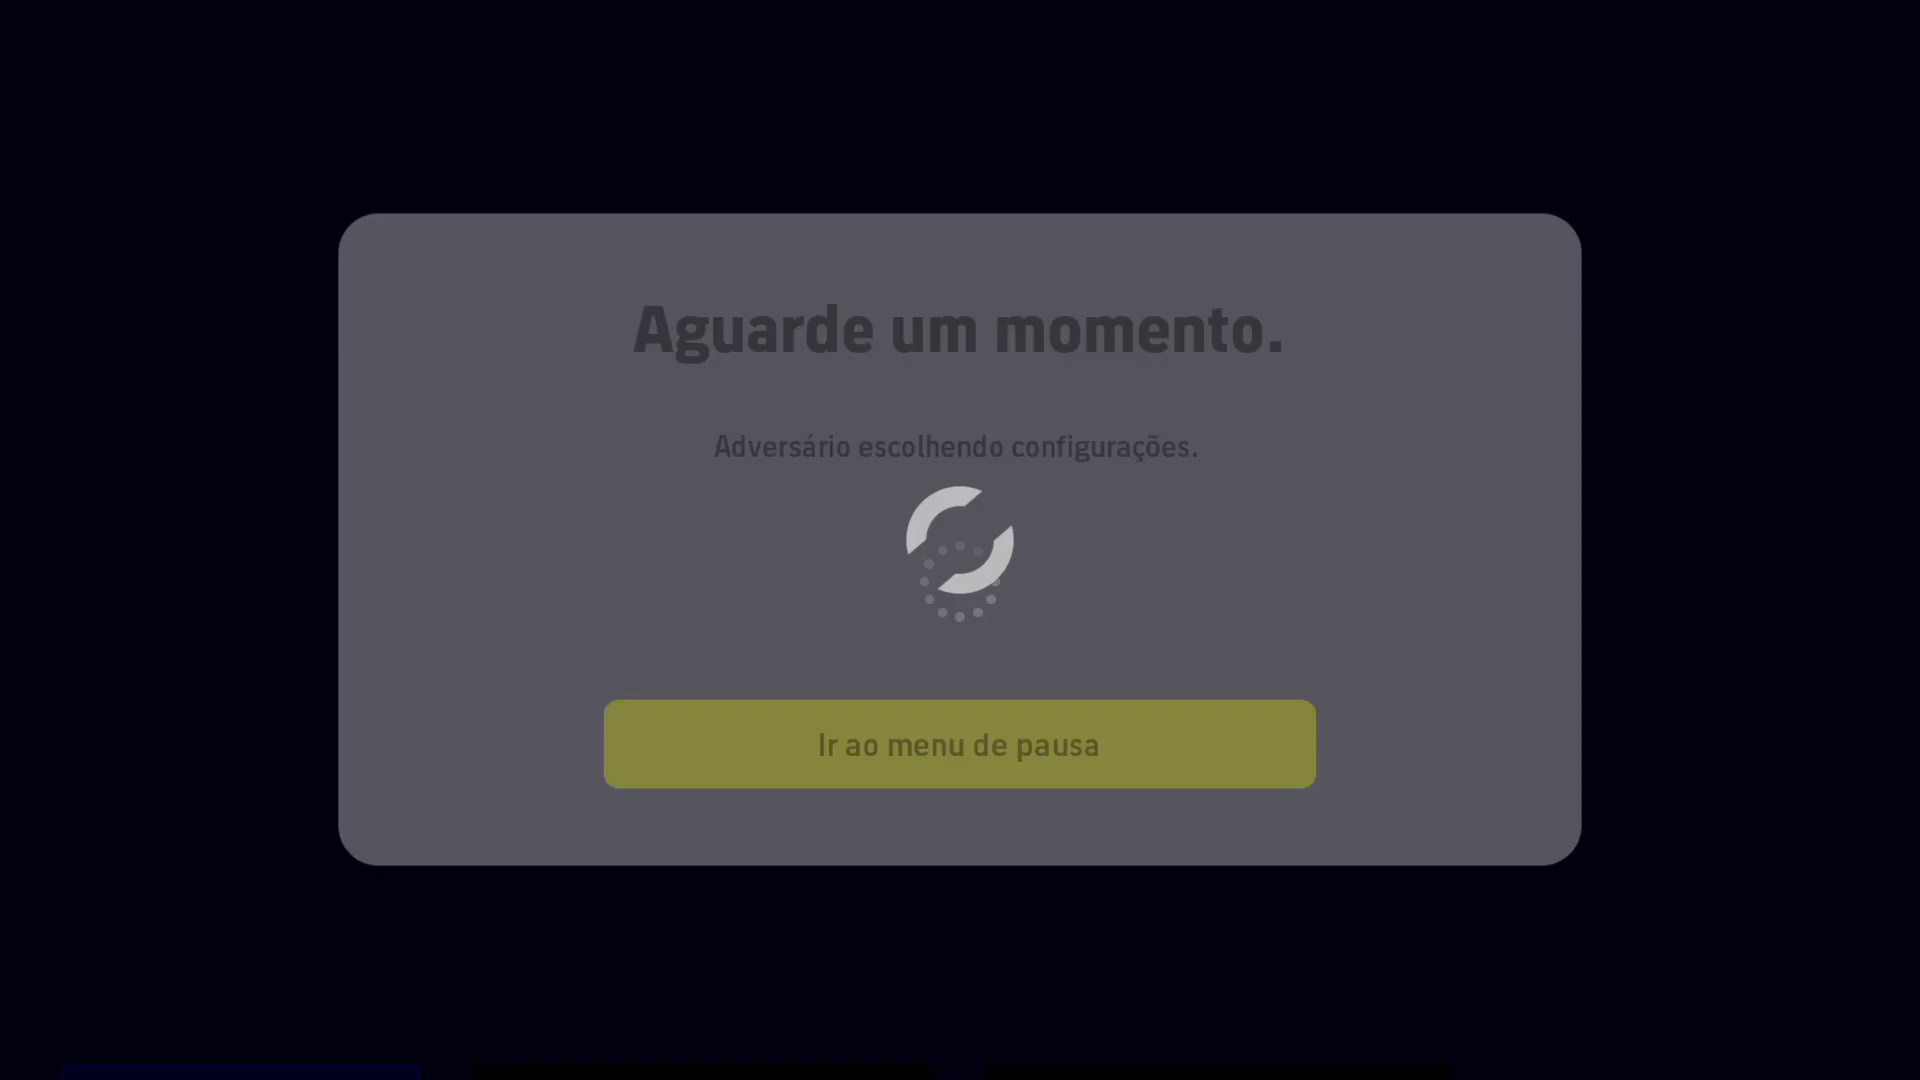 Aguarde um momento.
Adversário escolhendo configurações.
Ir ao menu de pausa